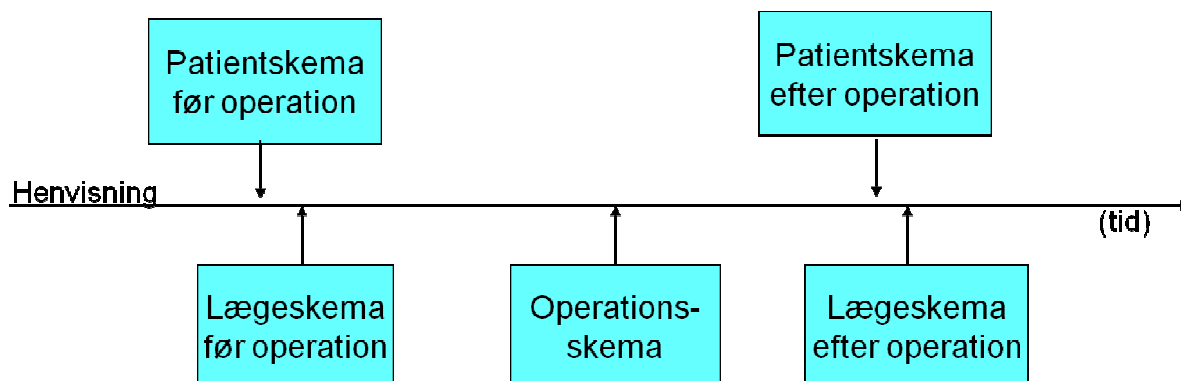 Patientskema
før operation
Patientskema
efter operation
Henvisning
(tid)
Lægeskema
før operation
Operations-
skema
Lægeskema
efter operation